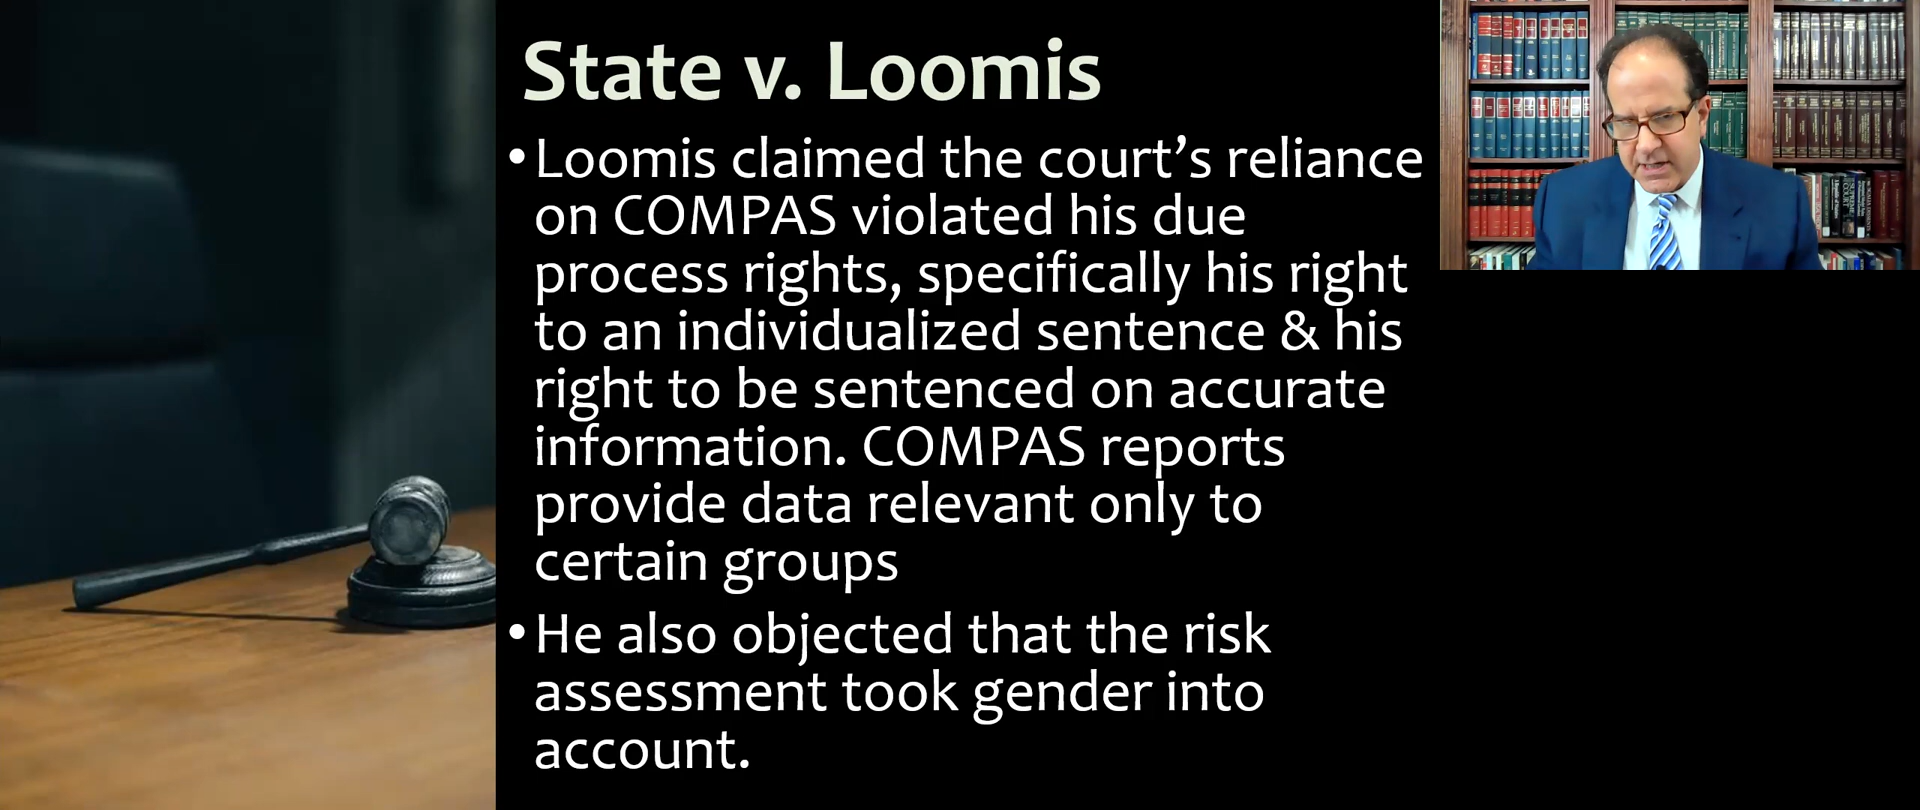 State v. Loomis
•Loomis claimed the court’s reliance
on COMPAS violated his due
process rights, specifically his right
to an individualized sentence & his
right to be sentenced on accurate
information. COMPAS reports
provide data relevant only to
certain groups
•He also objected that the risk
assessment took gender into
account.